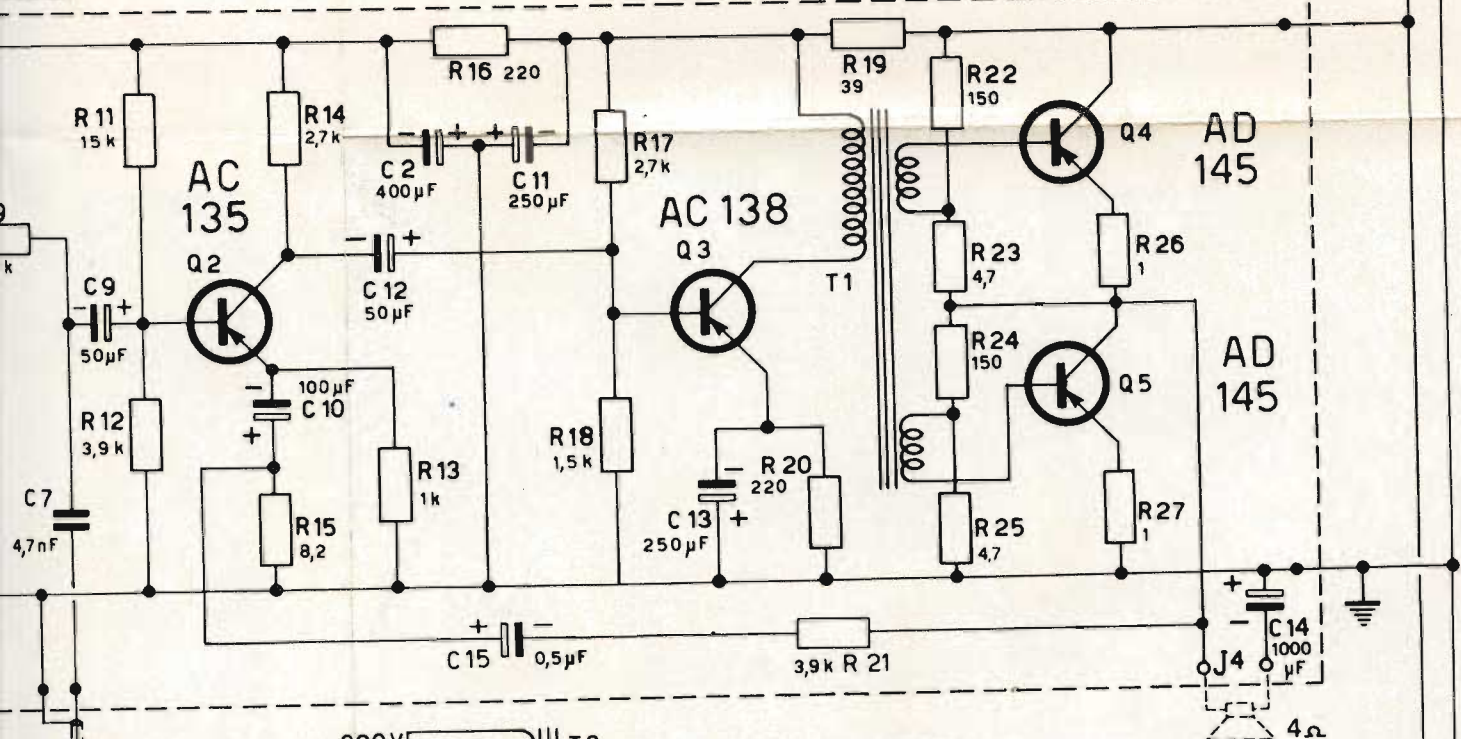 R16 220
R19
39
R22
150
R11
15k
R14
2,7k
C2
400µF
C11
250µF
R17
2,7k
Q4
AD
145
AC
135
AC 138
Q3
Q2
k
R23
4,7
R26
1
T1
C9
50µF
C12
50µF
R24
150
Q5
AD
145
100µF
C10
R12
3,9k
R18
1,5k
R13
1k
R20
220
C7
4,7nF
R15
8,2
C13
250µF
R25
4,7
R27
1
C15
0,5µF
3,9k R21
J4
C14
1000
µF
4Ω